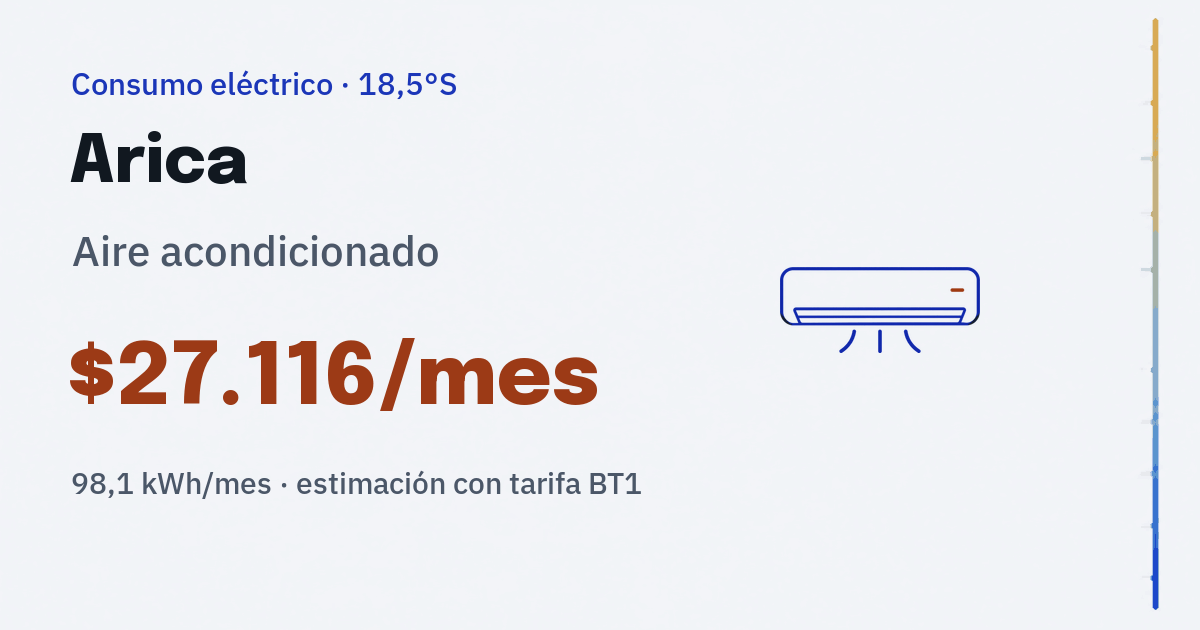 Consumo eléctrico · 18,5°S
Arica
Aire acondicionado
$27.116/mes
98,1 kWh/mes · estimación con tarifa BT1